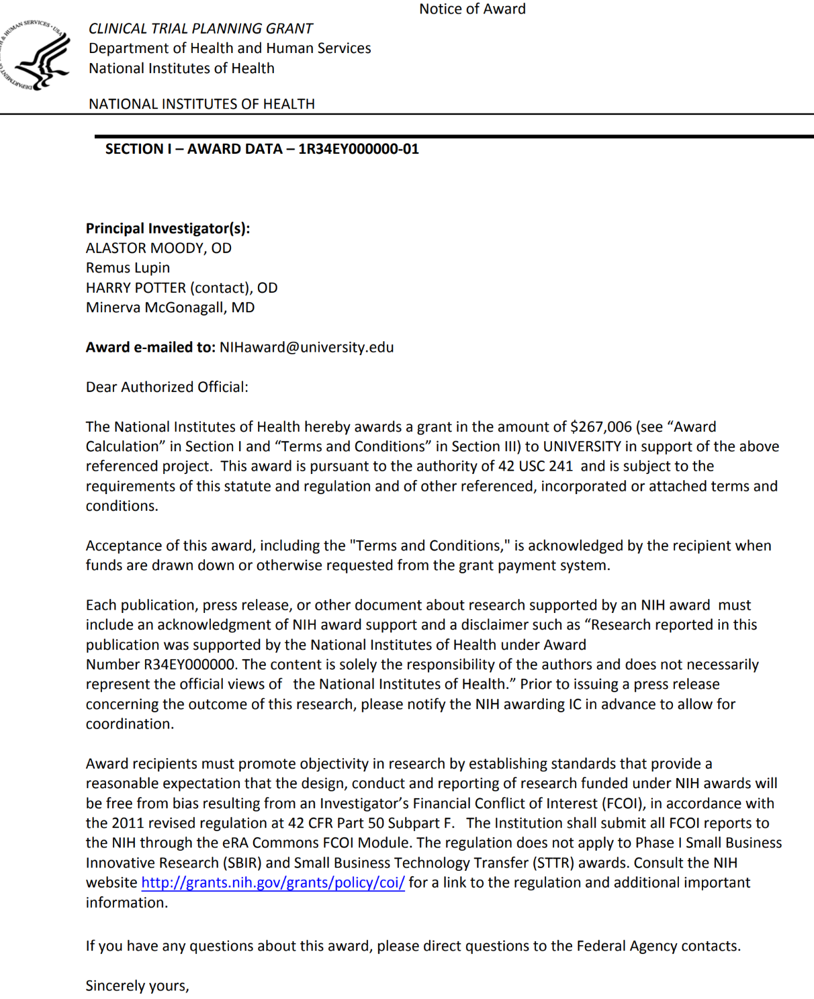 Notice of Award
CLINICAL TRIAL PLANNING GRANT
Department of Health and Human Services
National Institutes of Health
NATIONAL INSTITUTES OF HEALTH
SECTION I – AWARD DATA – 1R34EY000000-01
Principal Investigator(s):
ALASTOR MOODY, OD
Remus Lupin
HARRY POTTER (contact), OD
Minerva McGonagall, MD
Award e-mailed to: NIHaward@university.edu
Dear Authorized Official:
The National Institutes of Health hereby awards a grant in the amount of $267,006 (see “Award
Calculation” in Section I and “Terms and Conditions” in Section III) to UNIVERSITY in support of the above
referenced project.  This award is pursuant to the authority of 42 USC 241  and is subject to the
requirements of this statute and regulation and of other referenced, incorporated or attached terms and
conditions.
Acceptance of this award, including the "Terms and Conditions," is acknowledged by the recipient when
funds are drawn down or otherwise requested from the grant payment system.
Each publication, press release, or other document about research supported by an NIH award  must
include an acknowledgment of NIH award support and a disclaimer such as “Research reported in this
publication was supported by the National Institutes of Health under Award
Number R34EY000000. The content is solely the responsibility of the authors and does not necessarily
represent the official views of   the National Institutes of Health.” Prior to issuing a press release
concerning the outcome of this research, please notify the NIH awarding IC in advance to allow for
coordination.
Award recipients must promote objectivity in research by establishing standards that provide a
reasonable expectation that the design, conduct and reporting of research funded under NIH awards will
be free from bias resulting from an Investigator’s Financial Conflict of Interest (FCOI), in accordance with
the 2011 revised regulation at 42 CFR Part 50 Subpart F.   The Institution shall submit all FCOI reports to
the NIH through the eRA Commons FCOI Module. The regulation does not apply to Phase I Small Business
Innovative Research (SBIR) and Small Business Technology Transfer (STTR) awards. Consult the NIH
website http://grants.nih.gov/grants/policy/coi/ for a link to the regulation and additional important
information.
If you have any questions about this award, please direct questions to the Federal Agency contacts.
Sincerely yours,